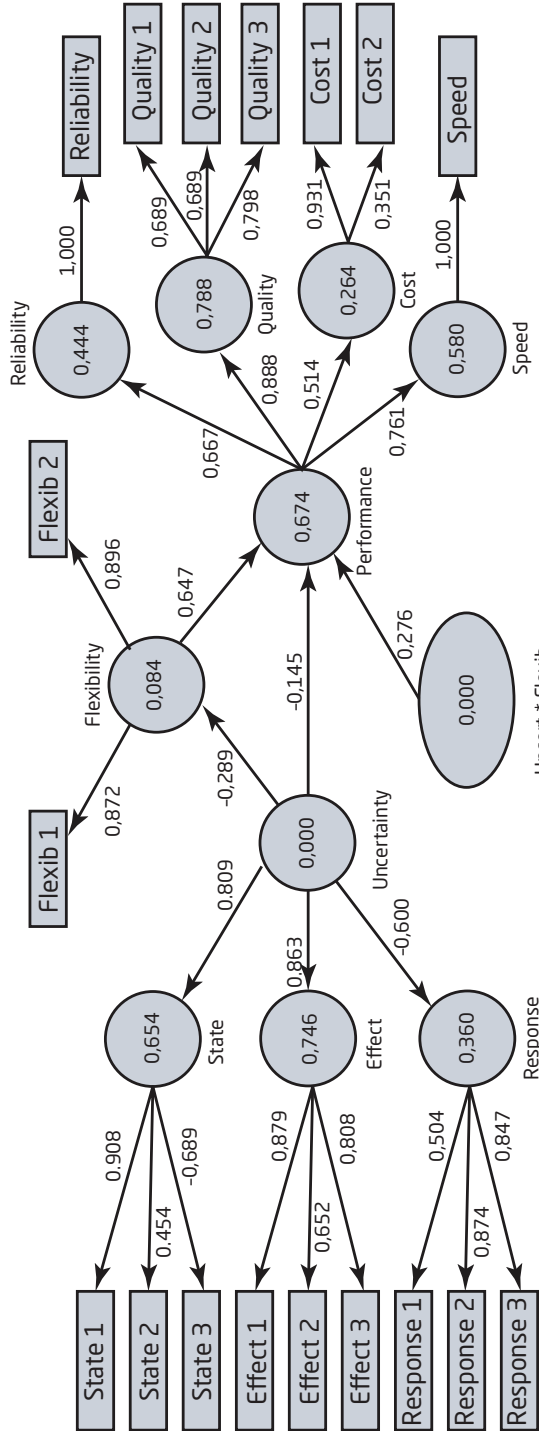 State 1
State 2
State 3
Effect 1
Effect 2
Effect 3
Response 1
Response 2
Response 3
0.908
0.454
-0,689
0,879
0,652
0,808
0,504
0,874
0,847
0,654
State
0,746
Effect
0,360
Response
0.809
0.863
-0,600
0,000
Uncertainty
-0,289
-0,145
Flexib 1
Flexib 2
0,872
0,896
Flexibility
0,084
0,647
0,276
0,000
Uncert * Flexib
0,674
Performance
0,667
0,888
0,514
0,761
Reliability
0,444
0,788
Quality
0,264
Cost
0,580
Speed
1,000
0,689
0,689
0,798
0,931
0,351
1,000
Reliability
Quality 1
Quality 2
Quality 3
Cost 1
Cost 2
Speed